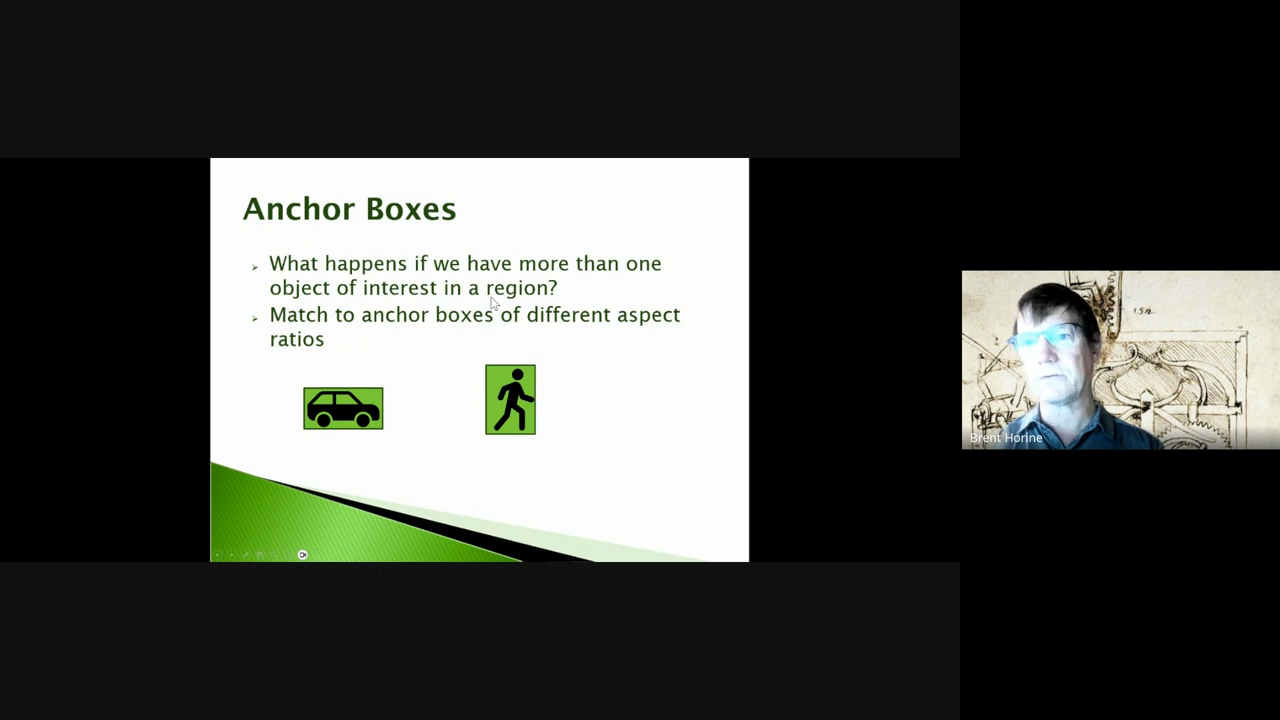 Anchor Boxes
What happens if we have more than one
object of interest in a region?
Match to anchor boxes of different aspect
ratios
Brent Horine